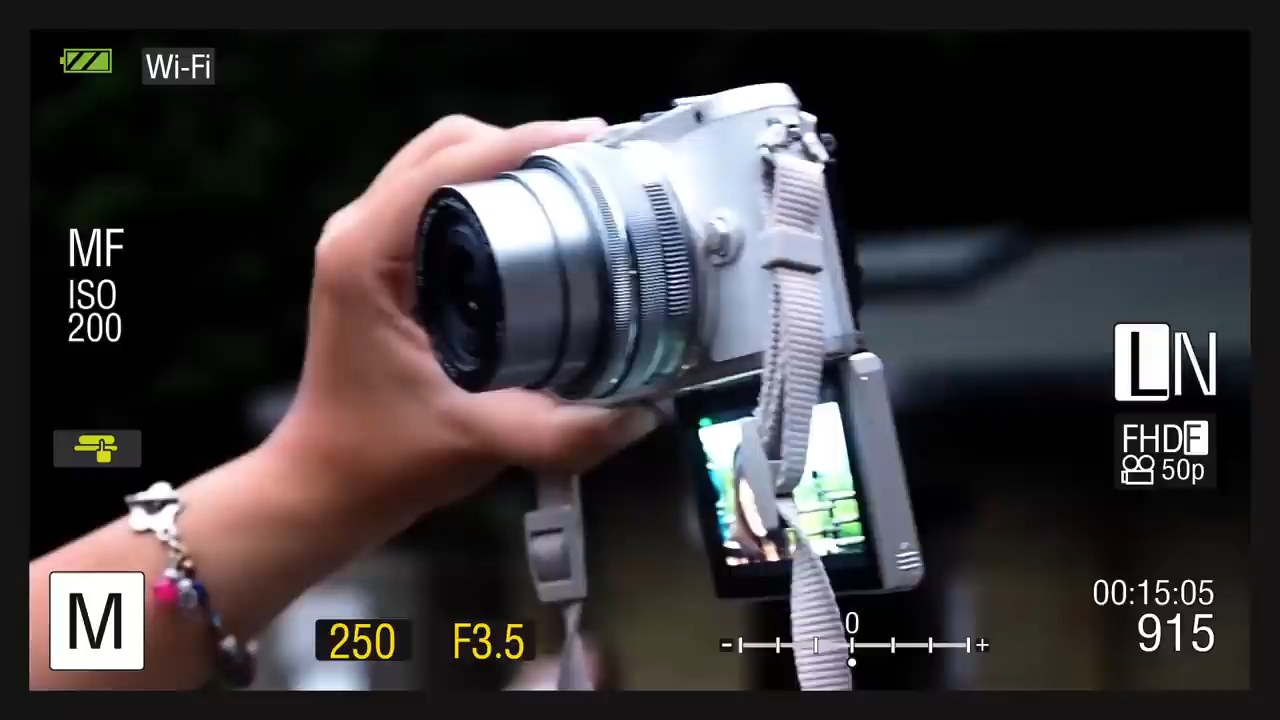 Wi-Fi
MF
ISO
200
LN
FHDF
50p
M
250 F3.5
- 0 +
00:15:05
915